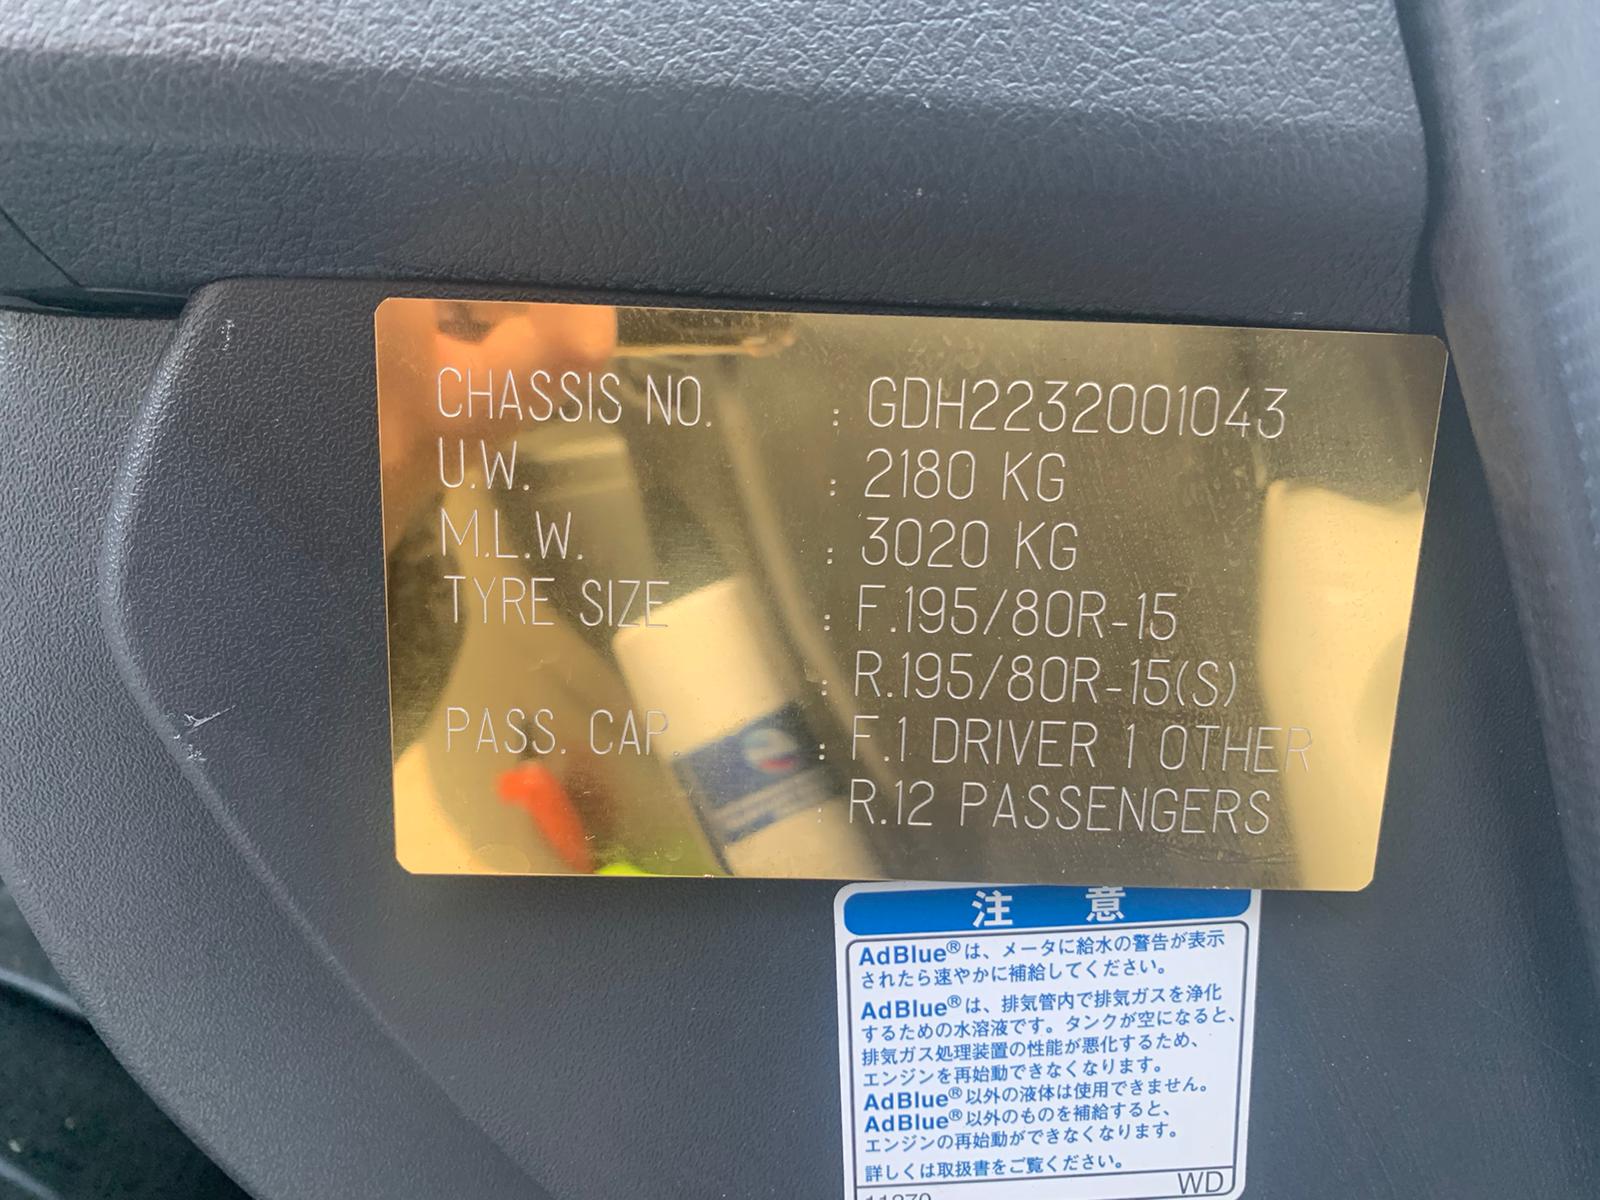 CHASSIS NO. : GDH2232001043
U.W. : 2180 KG
M.L.W. : 3020 KG
TYRE SIZE : F.195/80R-15
: R.195/80R-15(S)
PASS. CAP. : F.1 DRIVER 1 OTHER
: R.12 PASSENGERS
注 意
AdBlue®は、メータに給水の警告が表示
されたら速やかに補給してください。
AdBlue®は、排気管内で排気ガスを浄化
するための水溶液です。タンクが空になると、
排気ガス処理装置の性能が悪化するため、
エンジンを再始動できなくなります。
AdBlue®以外の液体は使用できません。
AdBlue®以外のものを補給すると、
エンジンの再始動ができなくなります。
詳しくは取扱書をご覧ください。
WD